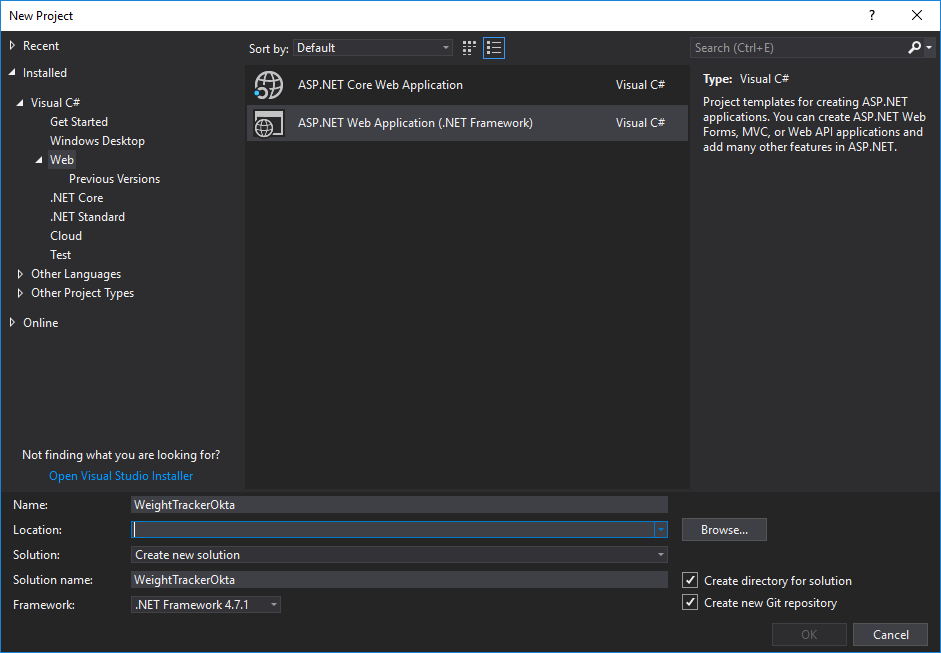 New Project
?
Recent
Installed
Visual C#
Get Started
Windows Desktop
Web
Previous Versions
.NET Core
.NET Standard
Cloud
Test
Other Languages
Other Project Types
Online
Not finding what you are looking for?
Open Visual Studio Installer
Sort by: Default
ASP.NET Core Web Application Visual C#
ASP.NET Web Application (.NET Framework) Visual C#
Search (Ctrl+E)
Type: Visual C#
Project templates for creating ASP.NET
applications. You can create ASP.NET Web
Forms, MVC, or Web API applications and
add many other features in ASP.NET.
Name: WeightTrackerOkta
Location: Browse...
Solution: Create new solution
Solution name: WeightTrackerOkta
Create directory for solution
Framework: .NET Framework 4.7.1
Create new Git repository
OK Cancel